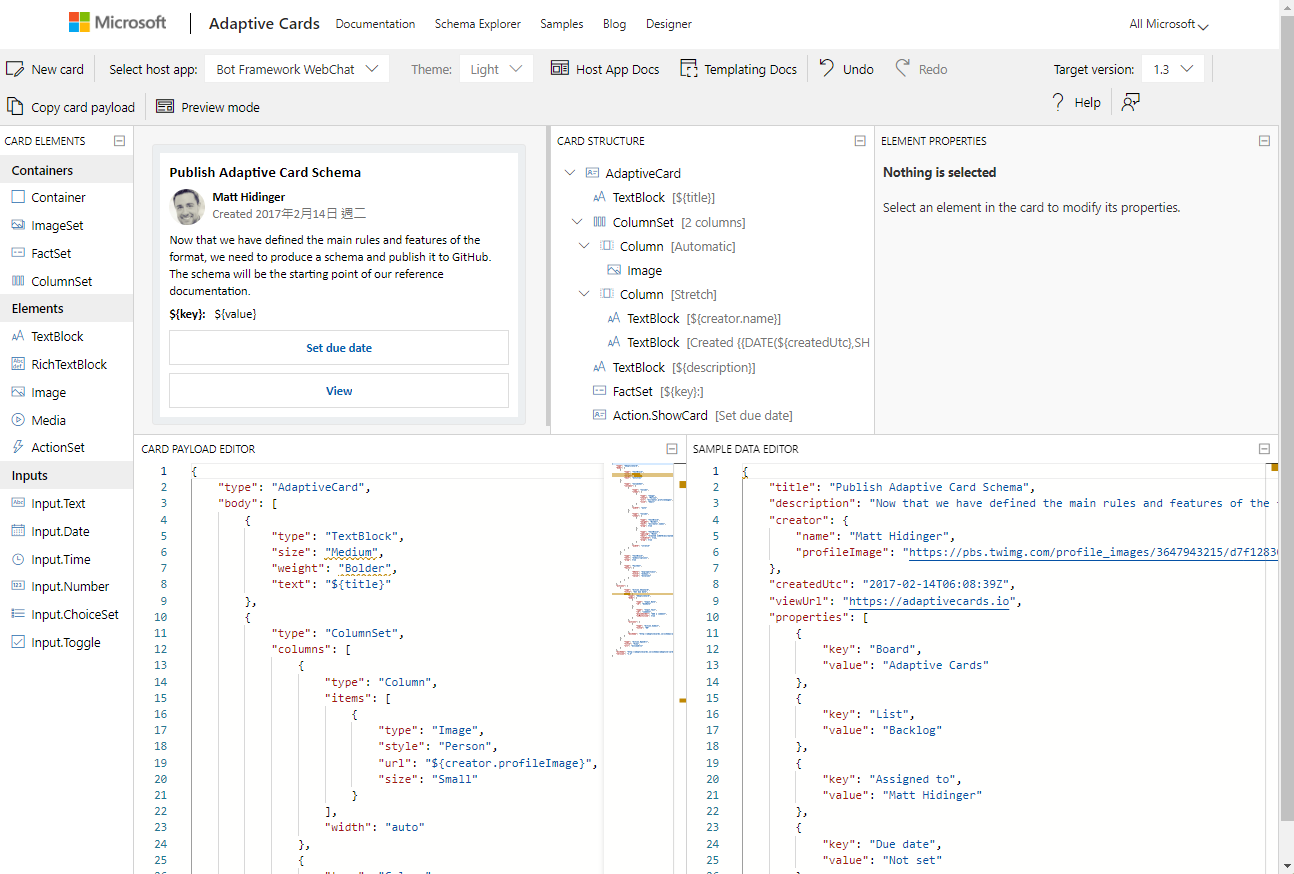 Microsoft
Adaptive Cards
Documentation
Schema Explorer
Samples
Blog
Designer
All Microsoft
New card
Select host app:
Bot Framework WebChat
Theme:
Light
Host App Docs
Templating Docs
Undo
Redo
Target version:
1.3
Copy card payload
Preview mode
Help
CARD ELEMENTS
Containers
Container
ImageSet
FactSet
ColumnSet
Elements
TextBlock
RichTextBlock
Image
Media
ActionSet
Inputs
Input.Text
Input.Date
Input.Time
Input.Number
Input.ChoiceSet
Input.Toggle
Publish Adaptive Card Schema
Matt Hidinger
Created 2017年2月14日 週二
Now that we have defined the main rules and features of the
format, we need to produce a schema and publish it to GitHub.
The schema will be the starting point of our reference
documentation.
${key}: ${value}
Set due date
View
CARD STRUCTURE
AdaptiveCard
TextBlock [${title}]
ColumnSet [2 columns]
Column [Automatic]
Image
Column [Stretch]
TextBlock [${creator.name}]
TextBlock [Created {{DATE(${createdUtc},SH
TextBlock [${description}]
FactSet [${key}:]
Action.ShowCard [Set due date]
ELEMENT PROPERTIES
Nothing is selected
Select an element in the card to modify its properties.
CARD PAYLOAD EDITOR
1 {
2 "type": "AdaptiveCard",
3 "body": [
4 {
5 "type": "TextBlock",
6 "size": "Medium",
7 "weight": "Bolder",
8 "text": "${title}"
9 },
10 {
11 "type": "ColumnSet",
12 "columns": [
13 {
14 "type": "Column",
15 "items": [
16 {
17 "type": "Image",
18 "style": "Person",
19 "url": "${creator.profileImage}",
20 "size": "Small"
21 }
22 ],
23 "width": "auto"
24 },
25 {
SAMPLE DATA EDITOR
1 {
2 "title": "Publish Adaptive Card Schema",
3 "description": "Now that we have defined the main rules and features of the
4 "creator": {
5 "name": "Matt Hidinger",
6 "profileImage": "https://pbs.twimg.com/profile_images/3647943215/d7f1283
7 },
8 "createdUtc": "2017-02-14T06:08:39Z",
9 "viewUrl": "https://adaptivecards.io",
10 "properties": [
11 {
12 "key": "Board",
13 "value": "Adaptive Cards"
14 },
15 {
16 "key": "List",
17 "value": "Backlog"
18 },
19 {
20 "key": "Assigned to",
21 "value": "Matt Hidinger"
22 },
23 {
24 "key": "Due date",
25 "value": "Not set"